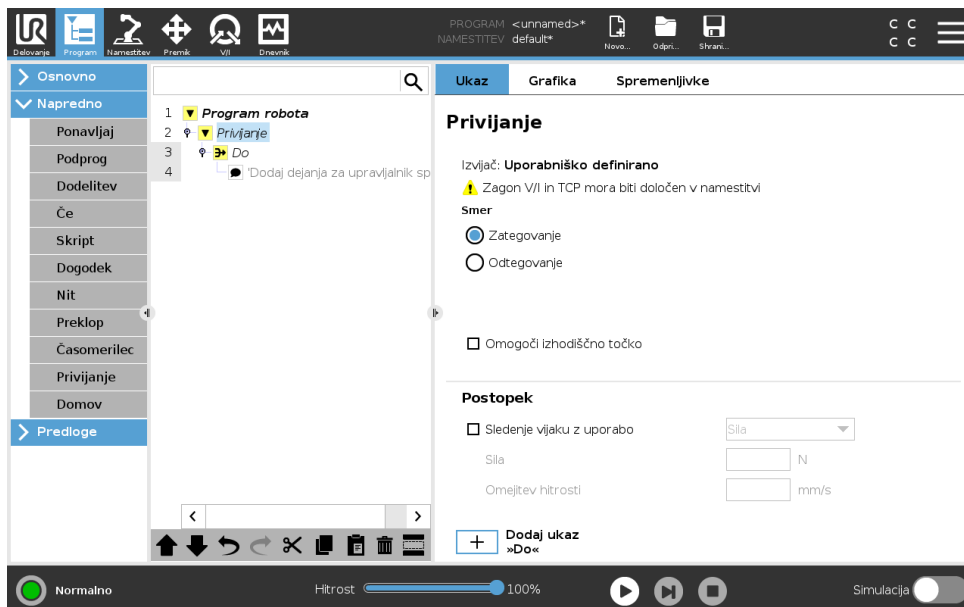 PROGRAM <unnamed>*
NAMESTITEV default*
Delovanje Program Namestitev Premik V/I Dnevnik Novo... Odpri... Shrani...
C C
C C
Osnovno
Napredno
Ponavljaj
Podprog
Dodelitev
Če
Skript
Dogodek
Nit
Preklop
Časomerilec
Privijanje
Domov
Predloge
1 Program robota
2 Privijanje
3 Do
4 'Dodaj dejanja za upravljalnik sp
Ukaz Grafika Spremenljivke
Privijanje
Izvijač: Uporabniško definirano
Zagon V/I in TCP mora biti določen v namestitvi
Smer
Zategovanje
Odtegovanje
Omogoči izhodiščno točko
Postopek
Sledenje vijaku z uporabo Sila
Sila N
Omejitev hitrosti mm/s
+ Dodaj ukaz
»Do«
Normalno
Hitrost 100%
Simulacija